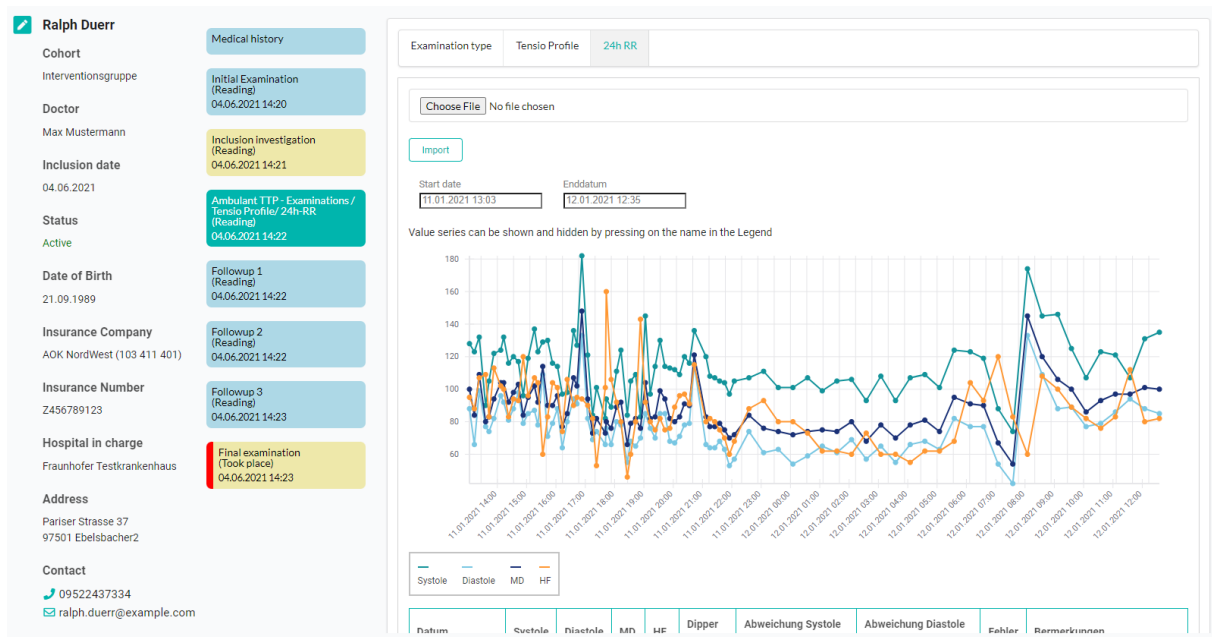 Ralph Duerr
Cohort
Interventionsgruppe
Doctor
Max Mustermann
Inclusion date
04.06.2021
Status
Active
Date of Birth
21.09.1989
Insurance Company
AOK NordWest (103 411 401)
Insurance Number
Z456789123
Hospital in charge
Fraunhofer Testkrankenhaus
Address
Pariser Strasse 37
97501 Ebelsbacher2
Contact
09522437334
ralph.duerr@example.com
Medical history
Initial Examination
(Reading)
04.06.2021 14:20
Inclusion investigation
(Reading)
04.06.2021 14:21
Ambulant TTP - Examinations /
Tensio Profile/ 24h-RR
(Reading)
04.06.2021 14:22
Followup 1
(Reading)
04.06.2021 14:22
Followup 2
(Reading)
04.06.2021 14:22
Followup 3
(Reading)
04.06.2021 14:23
Final examination
(Took place)
04.06.2021 14:23
Examination type Tensio Profile 24h RR
Choose File No file chosen
Import
Start date Enddatum
11.01.2021 13:03 12.01.2021 12:35
Value series can be shown and hidden by pressing on the name in the Legend
180
160
140
120
100
80
60
11.01.2021 14:00 11.01.2021 15:00 11.01.2021 16:00 11.01.2021 17:00 11.01.2021 18:00 11.01.2021 19:00 11.01.2021 20:00 11.01.2021 21:00 11.01.2021 22:00 11.01.2021 23:00 12.01.2021 00:00 12.01.2021 01:00 12.01.2021 02:00 12.01.2021 03:00 12.01.2021 04:00 12.01.2021 05:00 12.01.2021 06:00 12.01.2021 07:00 12.01.2021 08:00 12.01.2021 09:00 12.01.2021 10:00 12.01.2021 11:00 12.01.2021 12:00
Systole Diastole MD HF
Datum Systole Diastole MD HF Dipper Abweichung Systole Abweichung Diastole Fehler Bemerkungen